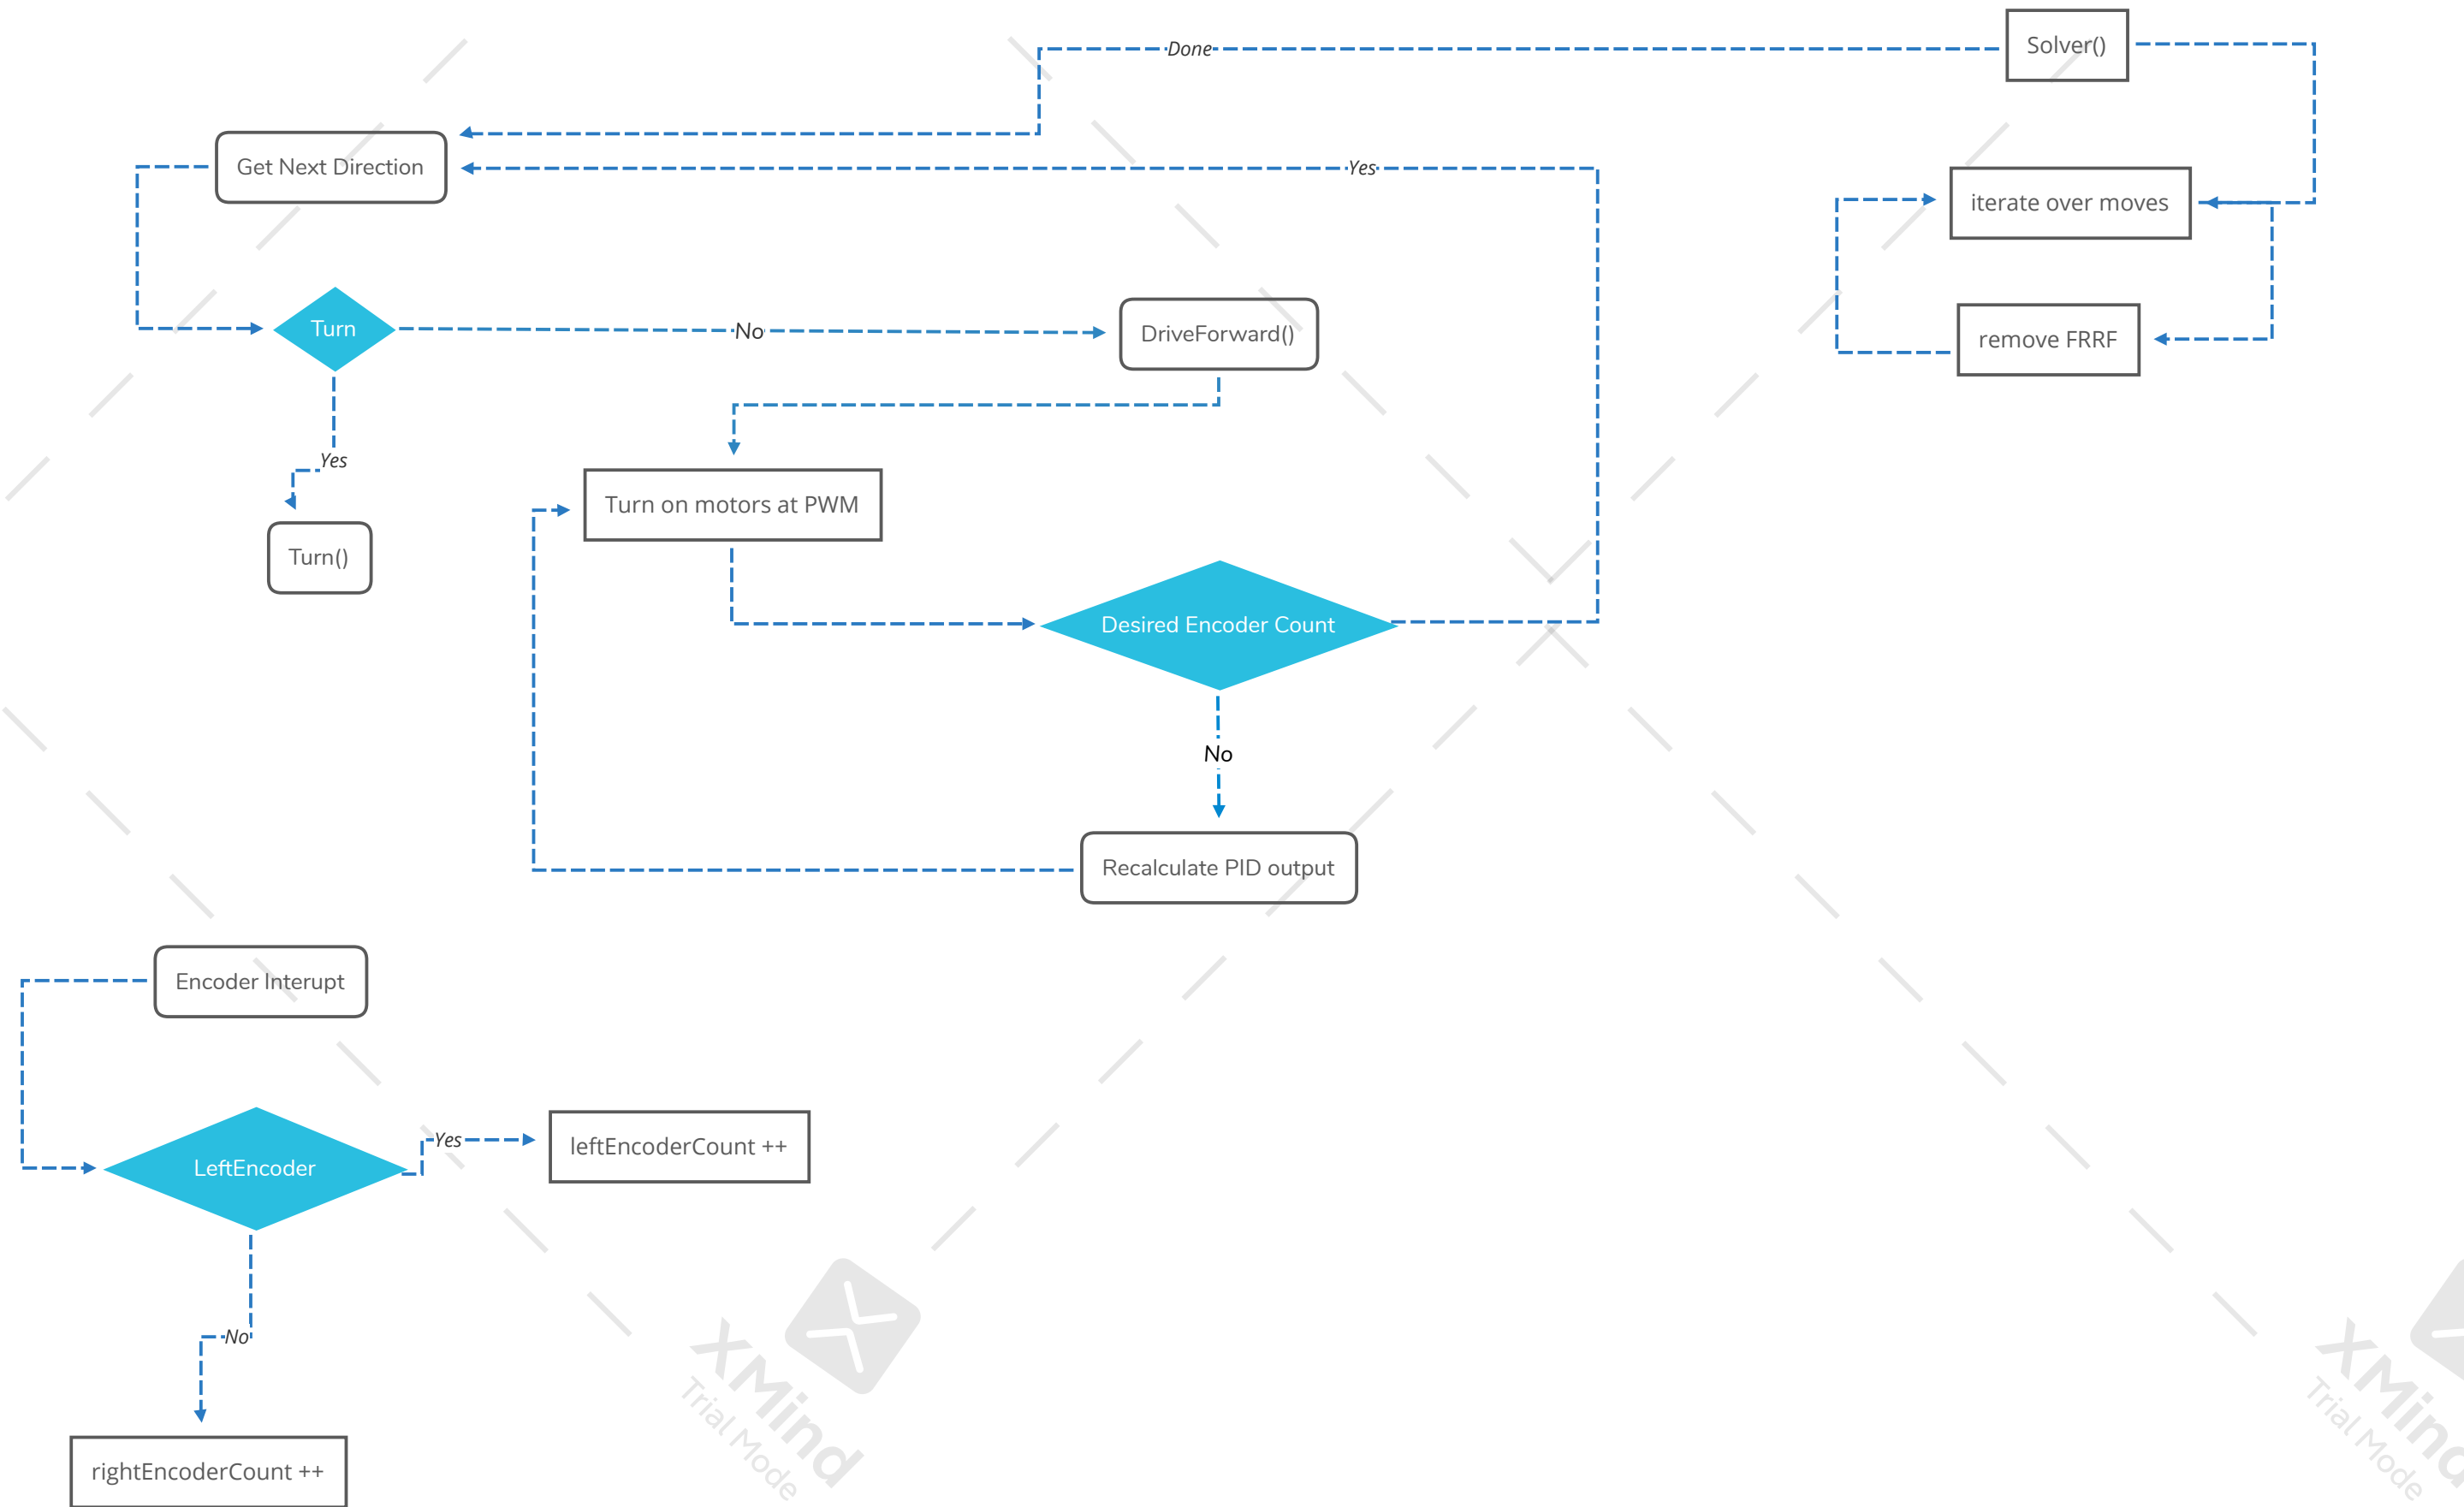 Done
Solver()
Get Next Direction
Yes
iterate over moves
Turn
No
DriveForward()
remove FRRF
Yes
Turn on motors at PWM
Turn()
Desired Encoder Count
No
Recalculate PID output
Encoder Interupt
LeftEncoder
Yes
leftEncoderCount ++
No
rightEncoderCount ++
XMind
Trial Mode
XMind
Trial Mode